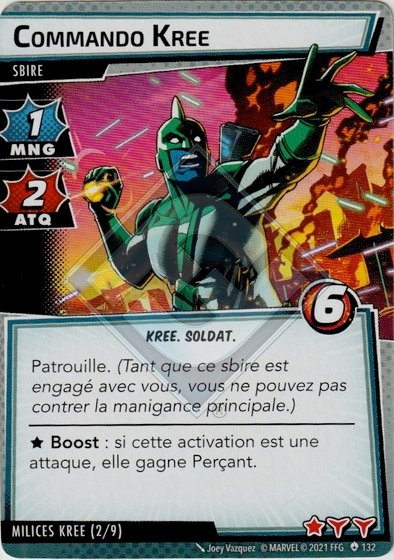 COMMANDO KREE
SBIRE
1
MNG
2
ATQ
6
KREE. SOLDAT.
Patrouille. (Tant que ce sbire est
engagé avec vous, vous ne pouvez pas
contrer la manigance principale.)
★ Boost : si cette activation est une
attaque, elle gagne Perçant.
MILICES KREE (2/9)
Joey Vazquez © MARVEL © 2021 FFG 132